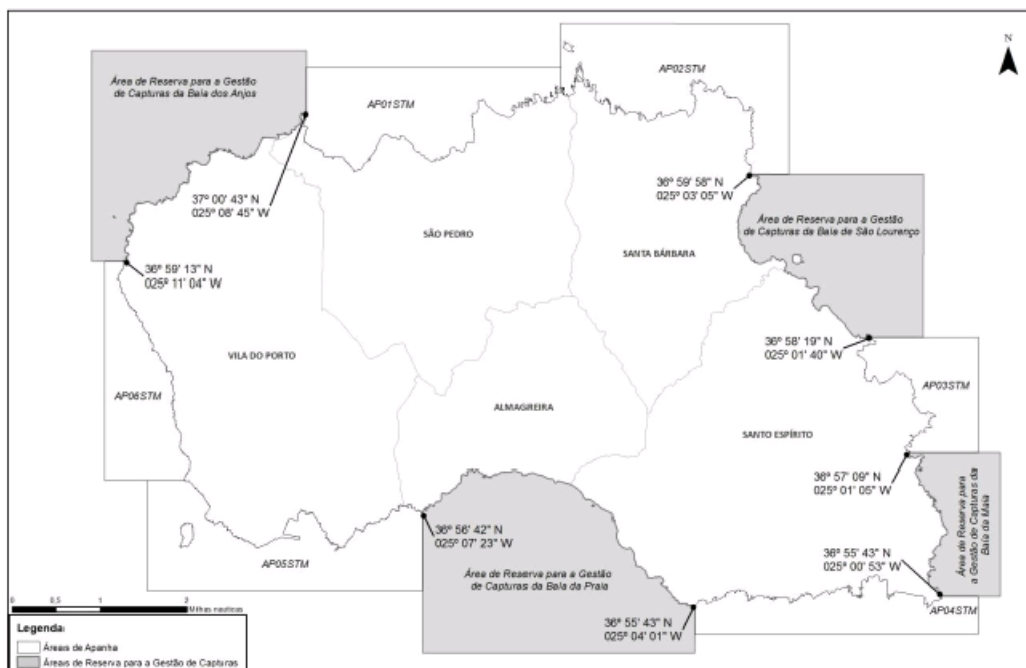 N
AP02STM
Área de Reserva para a Gestão
de Capturas da Baía dos Anjos
AP01STM
36º 59' 58" N
025º 03' 05" W
37º 00' 43" N
025º 08' 45" W
Área de Reserva para a Gestão
de Capturas da Baía de São Lourenço
SÃO PEDRO
SANTA BÁRBARA
36º 59' 13" N
025º 11' 04" W
36º 58' 19" N
025º 01' 40" W
VILA DO PORTO
AP06STM
AP03STM
ALMAGREIRA
SANTO ESPÍRITO
36º 57' 09" N
025º 01' 05" W
Área de Reserva para
a Gestão de Capturas da
Baía da Maia
36º 56' 42" N
025º 07' 23" W
36º 55' 43" N
025º 00' 53" W
AP05STM
Área de Reserva para a Gestão
de Capturas da Baía da Praia
AP04STM
36º 55' 43" N
025º 04' 01" W
0 0,5 1 2
Milhas nauticas
Legenda:
Áreas de Apanha
Áreas de Reserva para a Gestão de Capturas